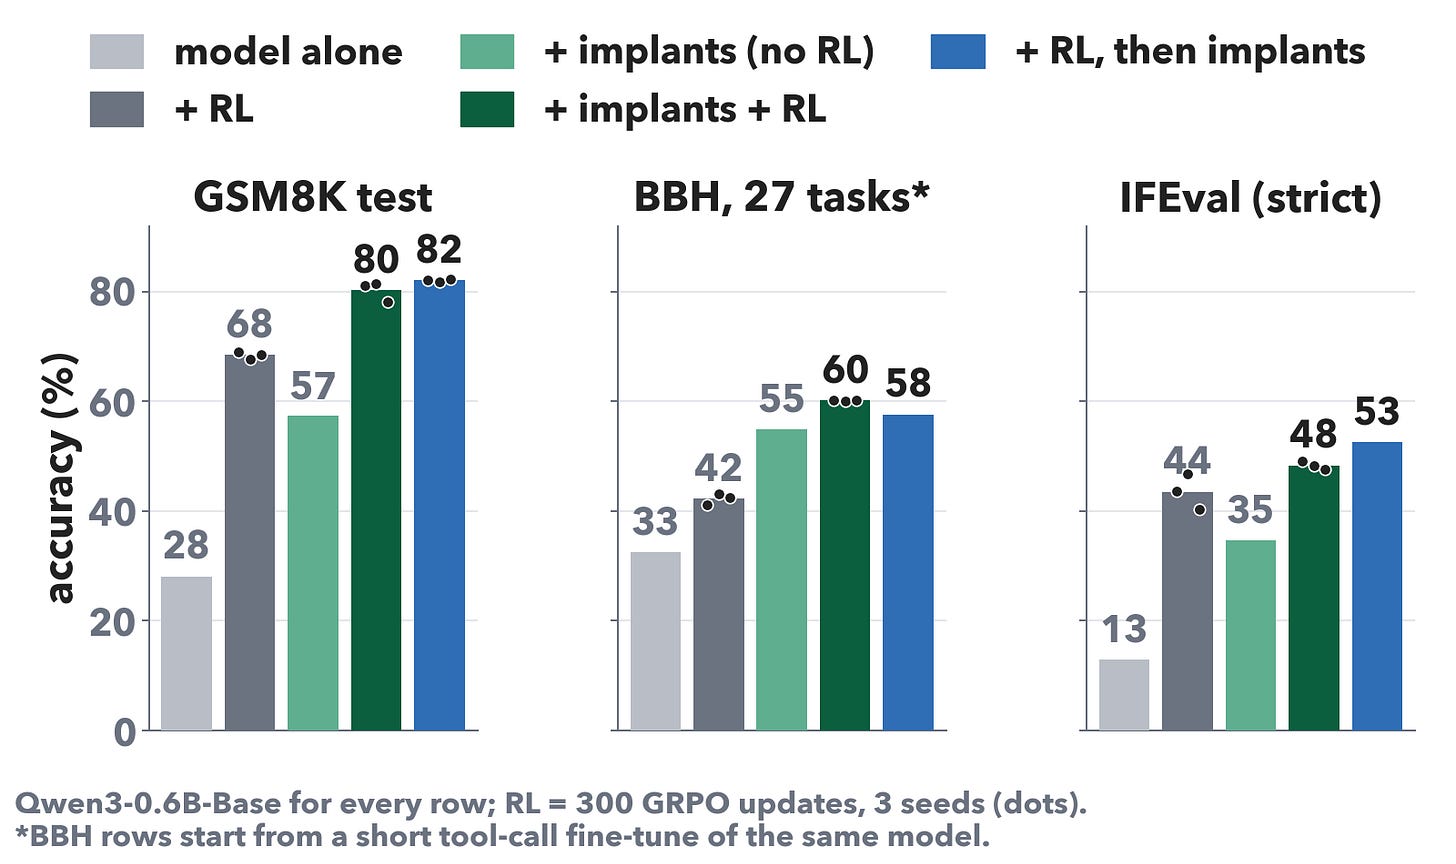 model alone
+ implants (no RL)
+ RL, then implants
+ RL
+ implants + RL
GSM8K test
BBH, 27 tasks*
IFEval (strict)
accuracy (%)
80
60
40
20
0
28
68
57
80
82
33
42
55
60
58
13
44
35
48
53
Qwen3-0.6B-Base for every row; RL = 300 GRPO updates, 3 seeds (dots).
*BBH rows start from a short tool-call fine-tune of the same model.